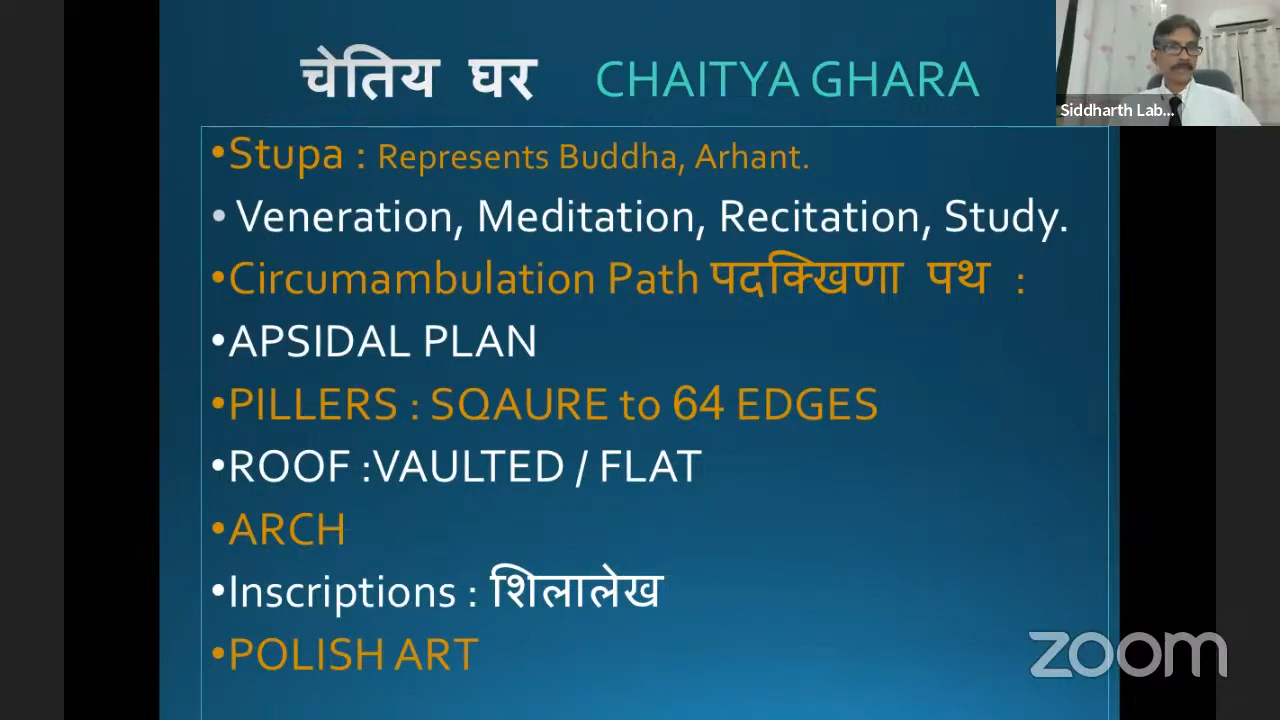 चेतिय घर CHAITYA GHARA
Siddharth Lab...
•Stupa : Represents Buddha, Arhant.
• Veneration, Meditation, Recitation, Study.
•Circumambulation Path पदक्खिणा पथ :
•APSIDAL PLAN
•PILLERS : SQAURE to 64 EDGES
•ROOF :VAULTED / FLAT
•ARCH
•Inscriptions : शिलालेख
•POLISH ART
zoom